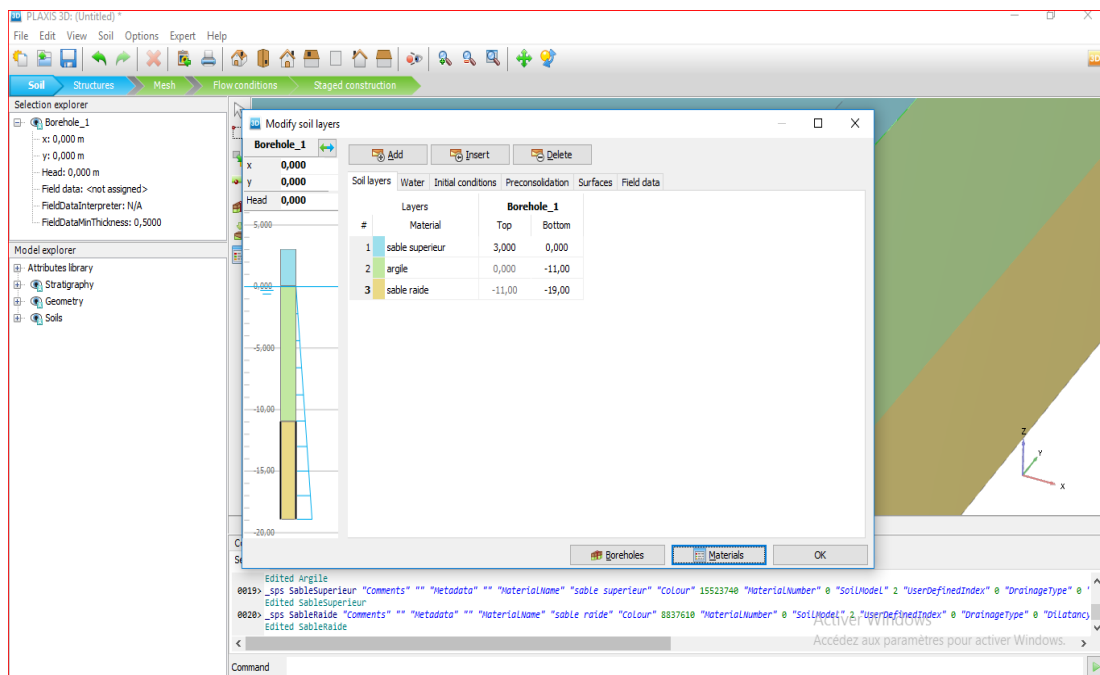 PLAXIS 3D: (Untitled) *
File Edit View Soil Options Expert Help
Soil Structures Mesh Flow conditions Staged construction
Selection explorer
Borehole_1
x: 0,000 m
y: 0,000 m
Head: 0,000 m
Field data: <not assigned>
FieldDataInterpreter: N/A
FieldDataMinThickness: 0,5000
Model explorer
Attributes library
Stratigraphy
Geometry
Soils
Modify soil layers
Borehole_1
x 0,000
y 0,000
Head 0,000
5,000
0,000
-5,000
-10,00
-15,00
-20,00
Add Insert Delete
Soil layers Water Initial conditions Preconsolidation Surfaces Field data
Layers Borehole_1
# Material Top Bottom
1 sable superieur 3,000 0,000
2 argile 0,000 -11,00
3 sable raide -11,00 -19,00
Boreholes Materials OK
Z
Y
X
Edited Argile
0019> _sps SableSuperieur "Comments" "" "Metadata" "" "MaterialName" "sable superieur" "Colour" 15523740 "MaterialNumber" 0 "SoilModel" 2 "UserDefinedIndex" 0 "DrainageType" 0 "
Edited SableSuperieur
0020> _sps SableRaide "Comments" "" "Metadata" "" "MaterialName" "sable raide" "Colour" 8837610 "MaterialNumber" 0 "SoilModel" 2 "UserDefinedIndex" 0 "DrainageType" 0 "Dilatancy
Edited SableRaide
Activer Windows
Accédez aux paramètres pour activer Windows.
Command